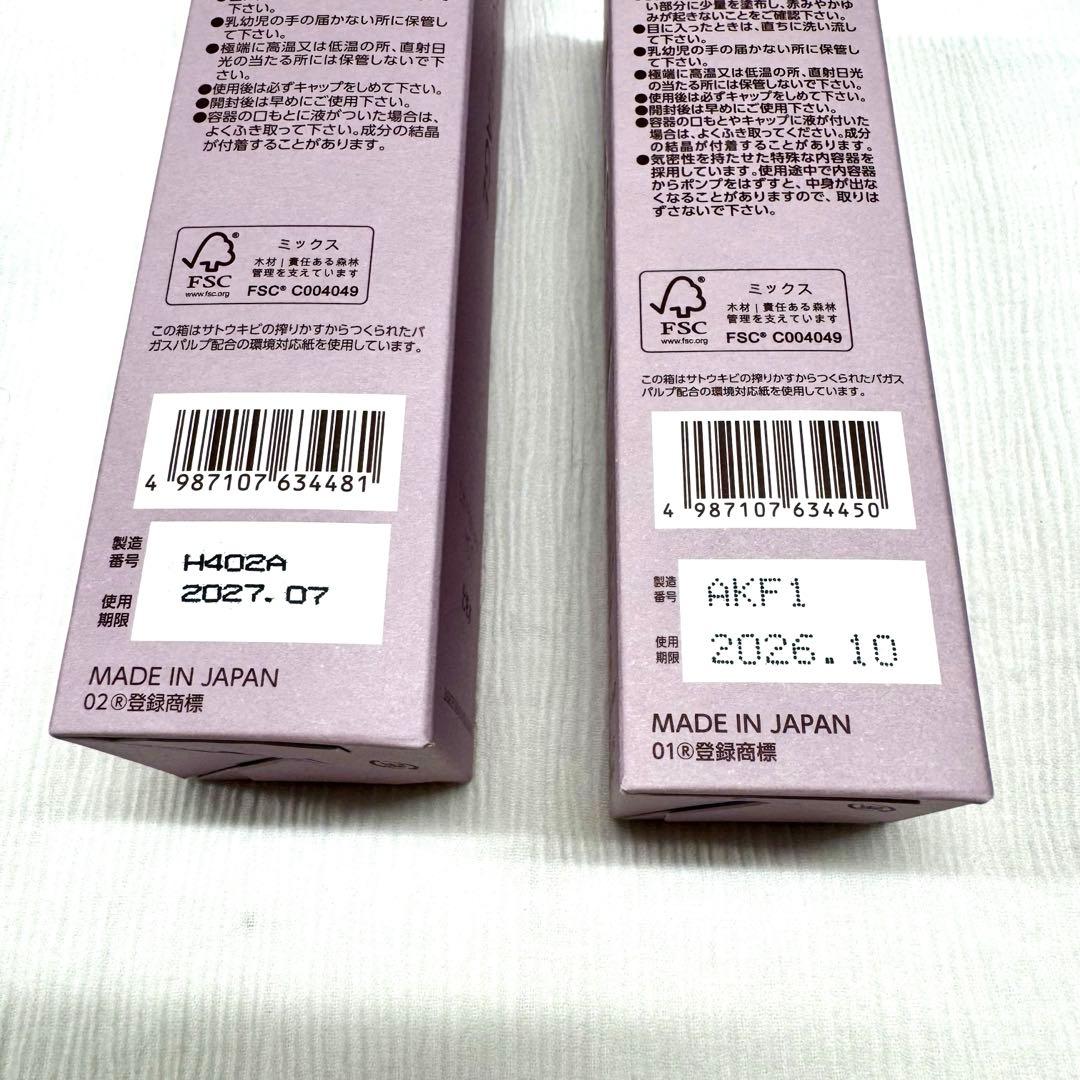 下さい。
●乳幼児の手の届かない所に保管し
て下さい。
●極端に高温又は低温の所、直射日
光の当たる所には保管しないで下
さい。
●使用後は必ずキャップをしめて下さい。
●開封後は早めにご使用下さい。
●容器の口もとに液がついた場合は、
よくふき取って下さい。成分の結晶
が付着することがあります。
FSC
www.fsc.org
ミックス
木材|責任ある森林
管理を支えています
FSC® C004049
この箱はサトウキビの搾りかすからつくられたバ
ガスパルプ配合の環境対応紙を使用しています。
4 987107 634481
製造
番号
H402A
使用
期限
2027.07
MADE IN JAPAN
02®登録商標
い部分に少量を塗布し、赤みやかゆ
みが起きないことをご確認下さい。
●目に入ったときは、直ちに洗い流し
て下さい。
●乳幼児の手の届かない所に保管し
て下さい。
●極端に高温又は低温の所、直射日光
の当たる所には保管しないで下さい。
●使用後は必ずキャップをしめて下さい。
●開封後は早めにご使用下さい。
●容器の口もとやキャップに液が付いた
場合は、よくふき取ってください。成分
の結晶が付着することがあります。
●気密性を持たせた特殊な内容器を
採用しています。使用途中で内容器
からポンプをはずすと、中身が出な
くなることがありますので、取りは
ずさないで下さい。
FSC
www.fsc.org
ミックス
木材|責任ある森林
管理を支えています
FSC® C004049
この箱はサトウキビの搾りかすからつくられたバガス
パルプ配合の環境対応紙を使用しています。
4 987107 634450
製造
番号
AKF1
使用
期限
2026.10
MADE IN JAPAN
01®登録商標